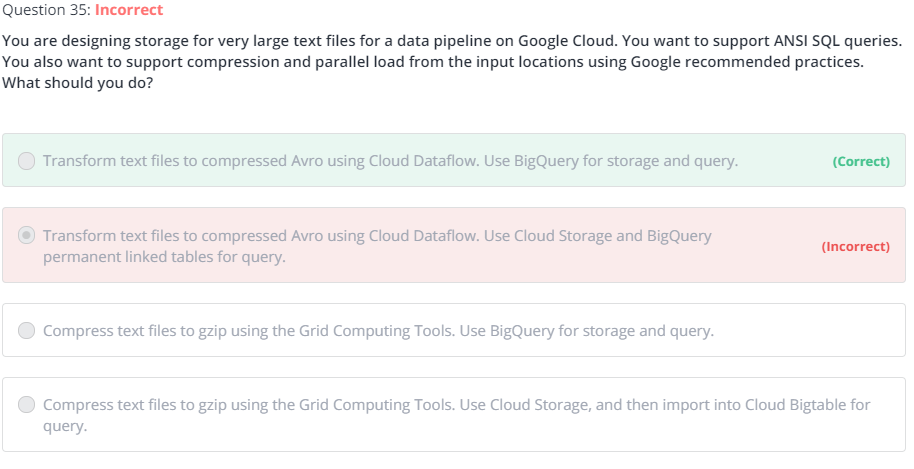 Question 35: Incorrect
You are designing storage for very large text files for a data pipeline on Google Cloud. You want to support ANSI SQL queries.
You also want to support compression and parallel load from the input locations using Google recommended practices.
What should you do?
Transform text files to compressed Avro using Cloud Dataflow. Use BigQuery for storage and query. (Correct)
Transform text files to compressed Avro using Cloud Dataflow. Use Cloud Storage and BigQuery
permanent linked tables for query. (Incorrect)
Compress text files to gzip using the Grid Computing Tools. Use BigQuery for storage and query.
Compress text files to gzip using the Grid Computing Tools. Use Cloud Storage, and then import into Cloud Bigtable for
query.